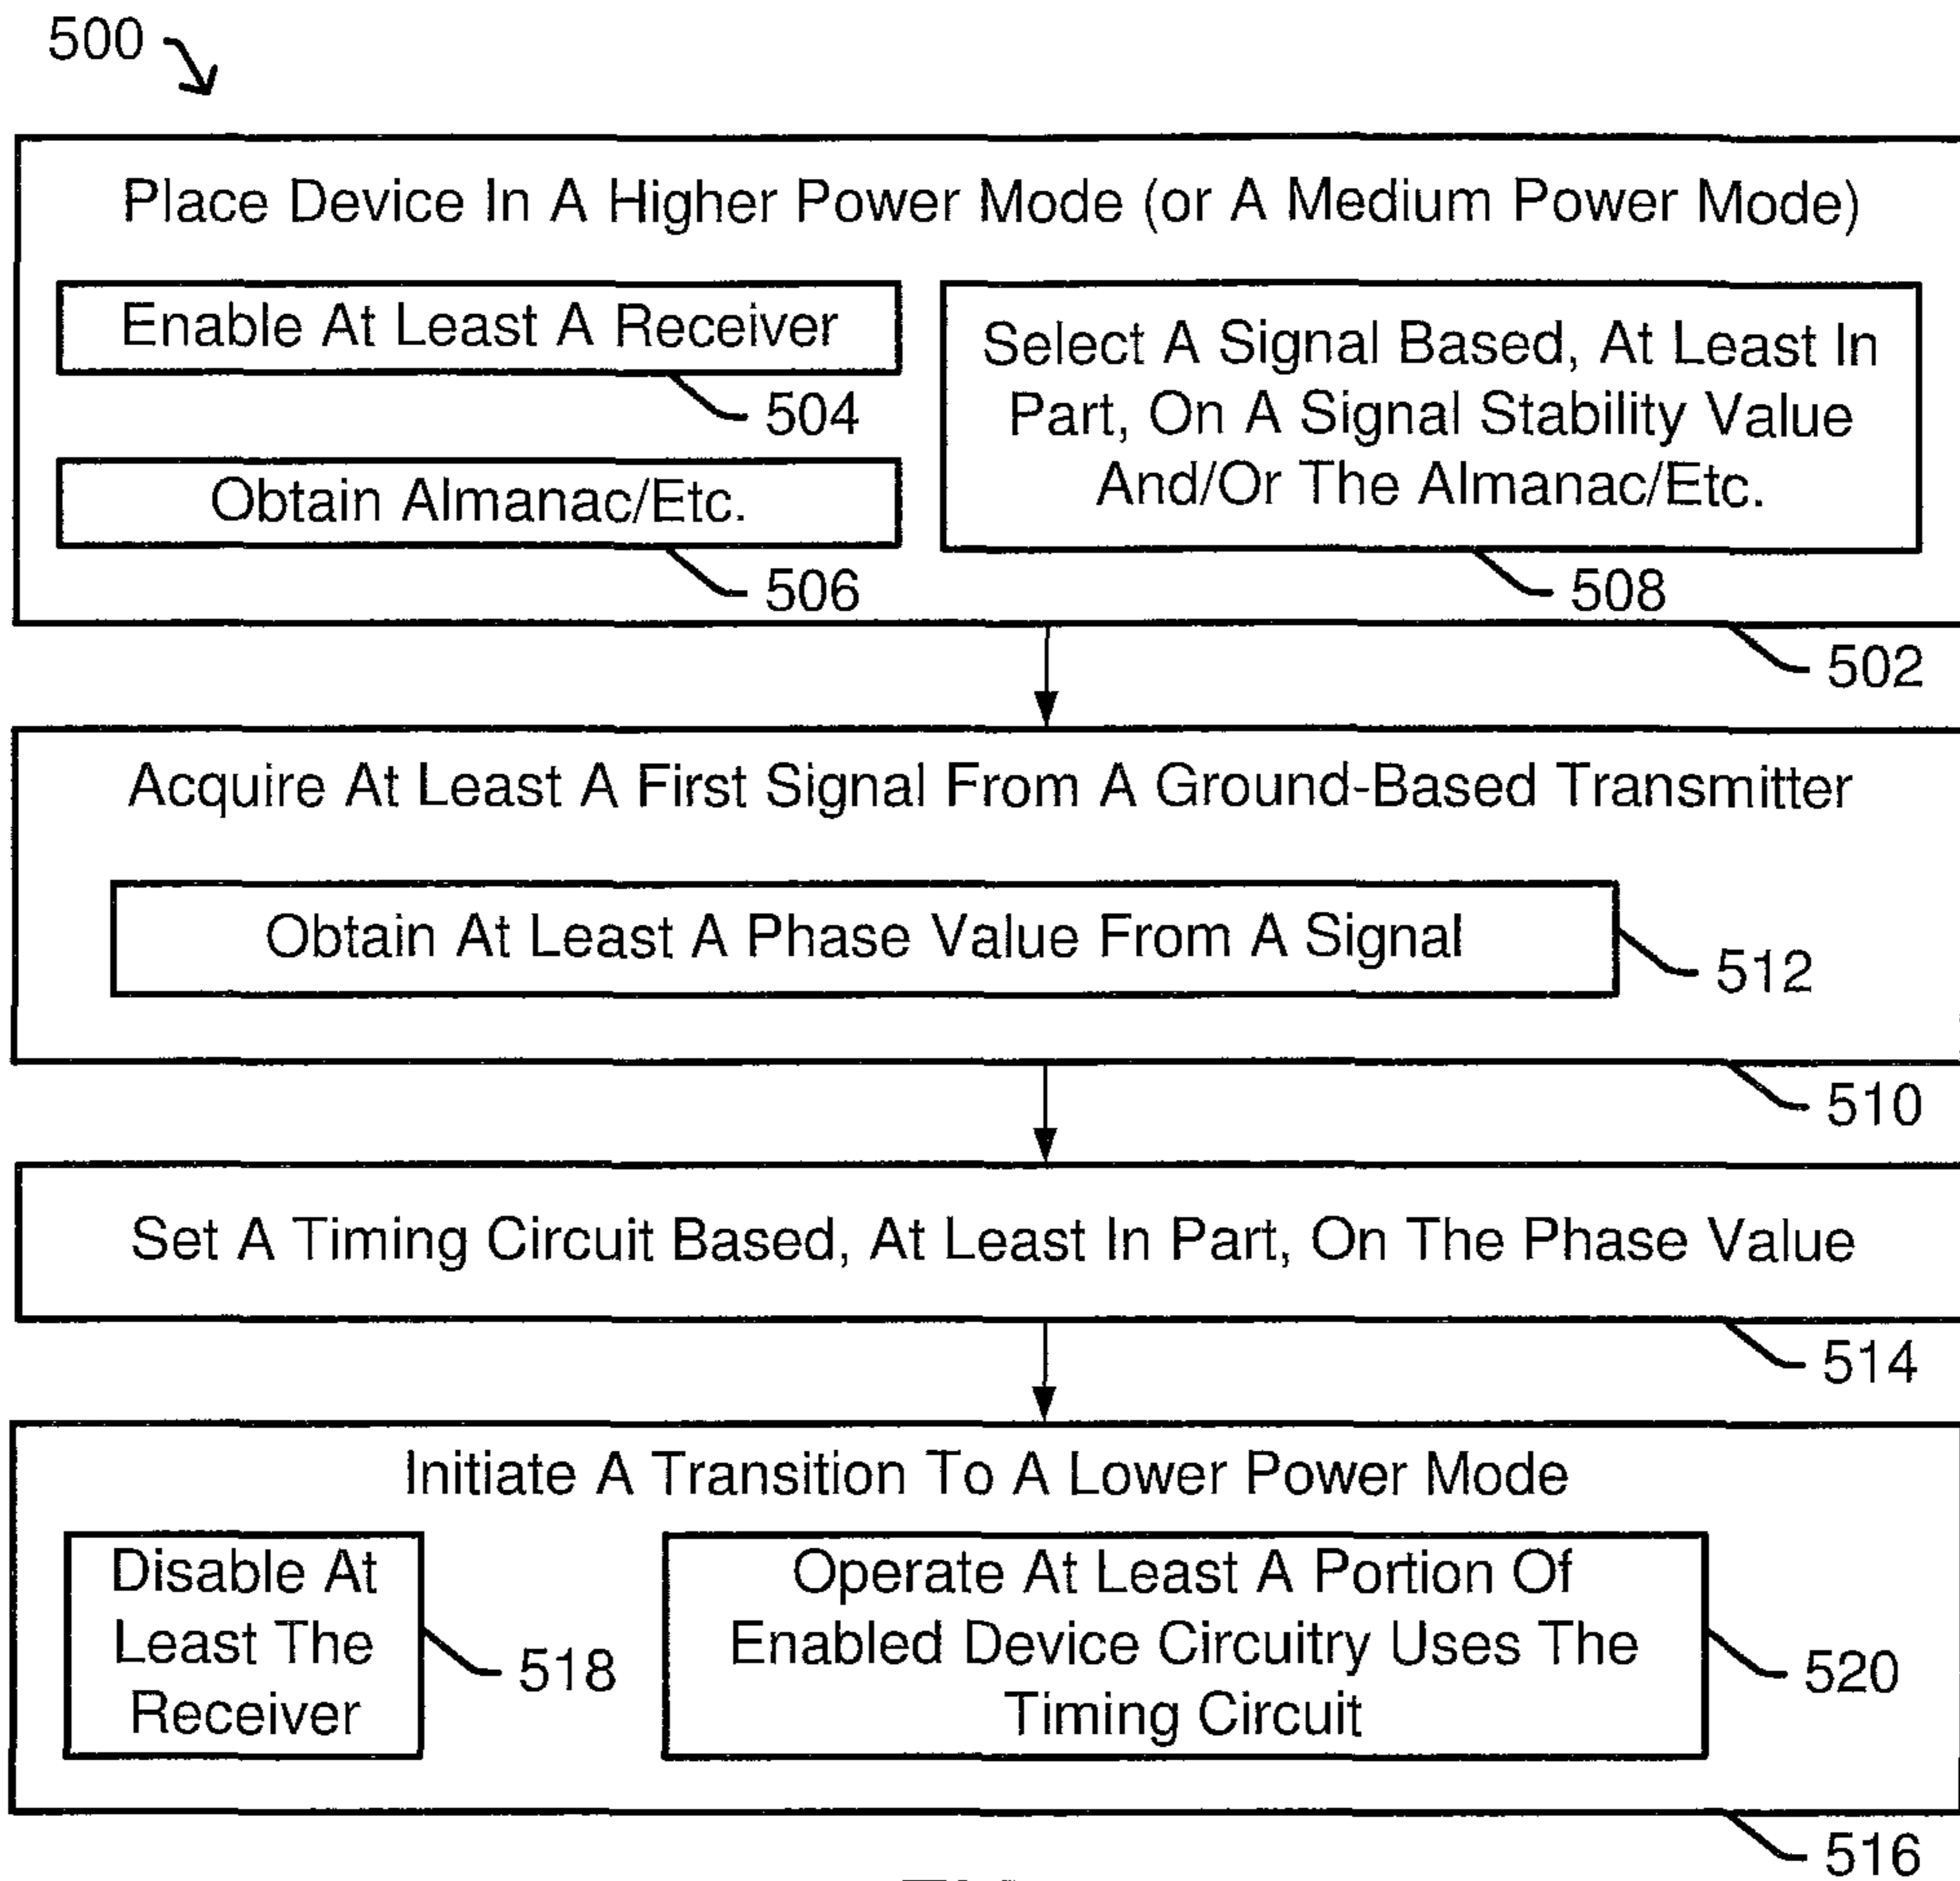 500
Place Device In A Higher Power Mode (or A Medium Power Mode)
Enable At Least A Receiver
504
Obtain Almanac/Etc.
506
Select A Signal Based, At Least In
Part, On A Signal Stability Value
And/Or The Almanac/Etc.
508
502
Acquire At Least A First Signal From A Ground-Based Transmitter
Obtain At Least A Phase Value From A Signal
512
510
Set A Timing Circuit Based, At Least In Part, On The Phase Value
514
Initiate A Transition To A Lower Power Mode
Disable At
Least The
Receiver
518
Operate At Least A Portion Of
Enabled Device Circuitry Uses The
Timing Circuit
520
516